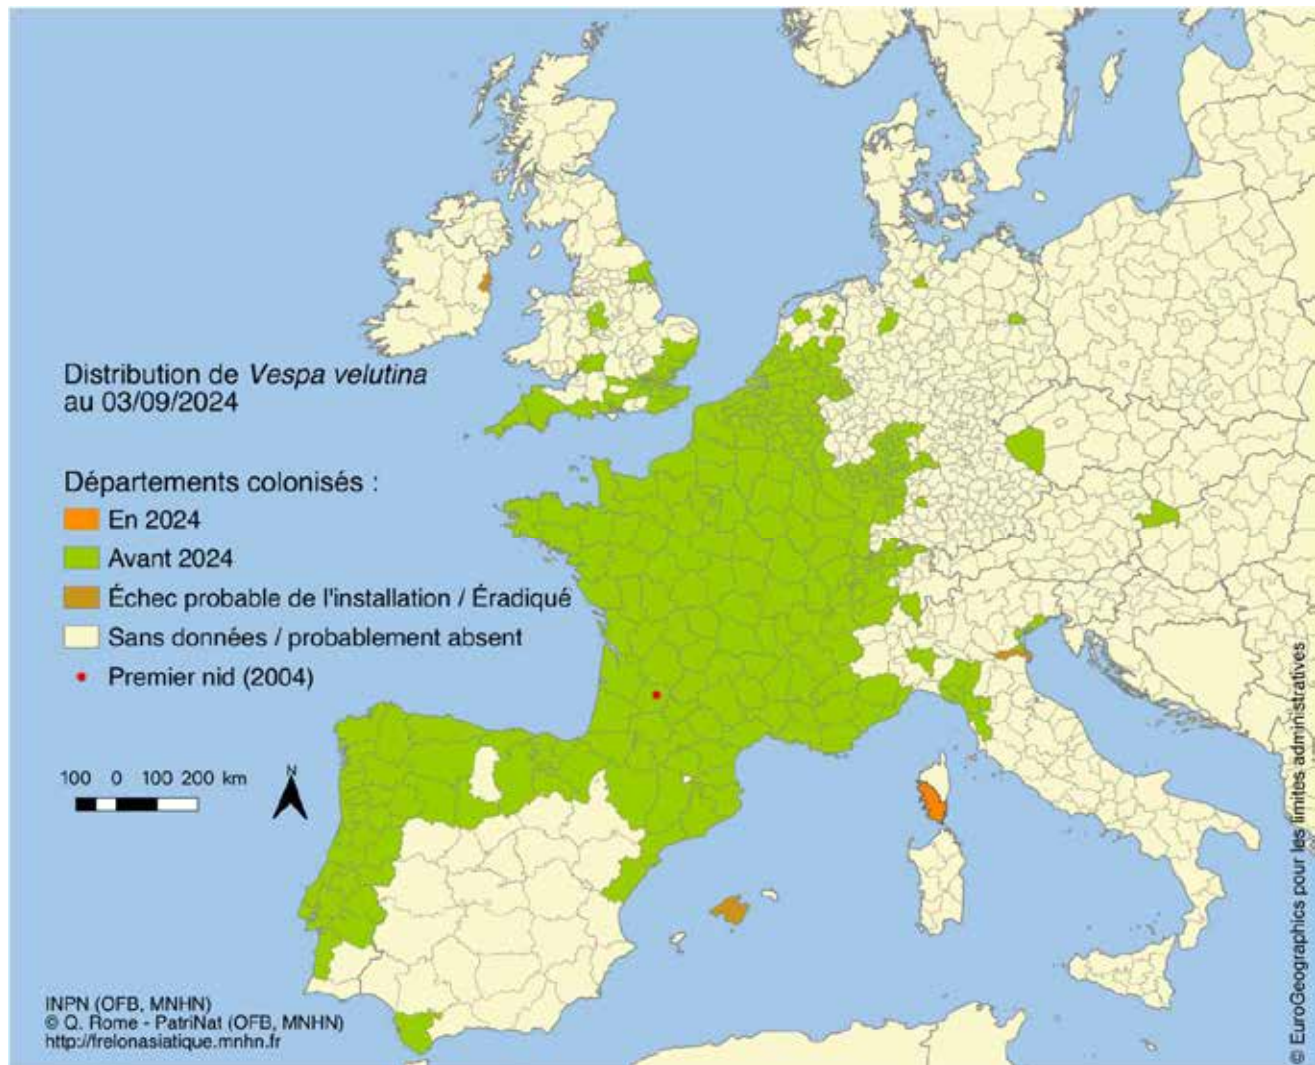 Distribution de Vespa velutina
au 03/09/2024
Départements colonisés :
En 2024
Avant 2024
Échec probable de l'installation / Éradiqué
Sans données / probablement absent
Premier nid (2004)
100 0 100 200 km
N
INPN (OFB, MNHN)
© Q. Rome - PatriNat (OFB, MNHN)
http://frelonasiatique.mnhn.fr
© EuroGeographics pour les limites administratives